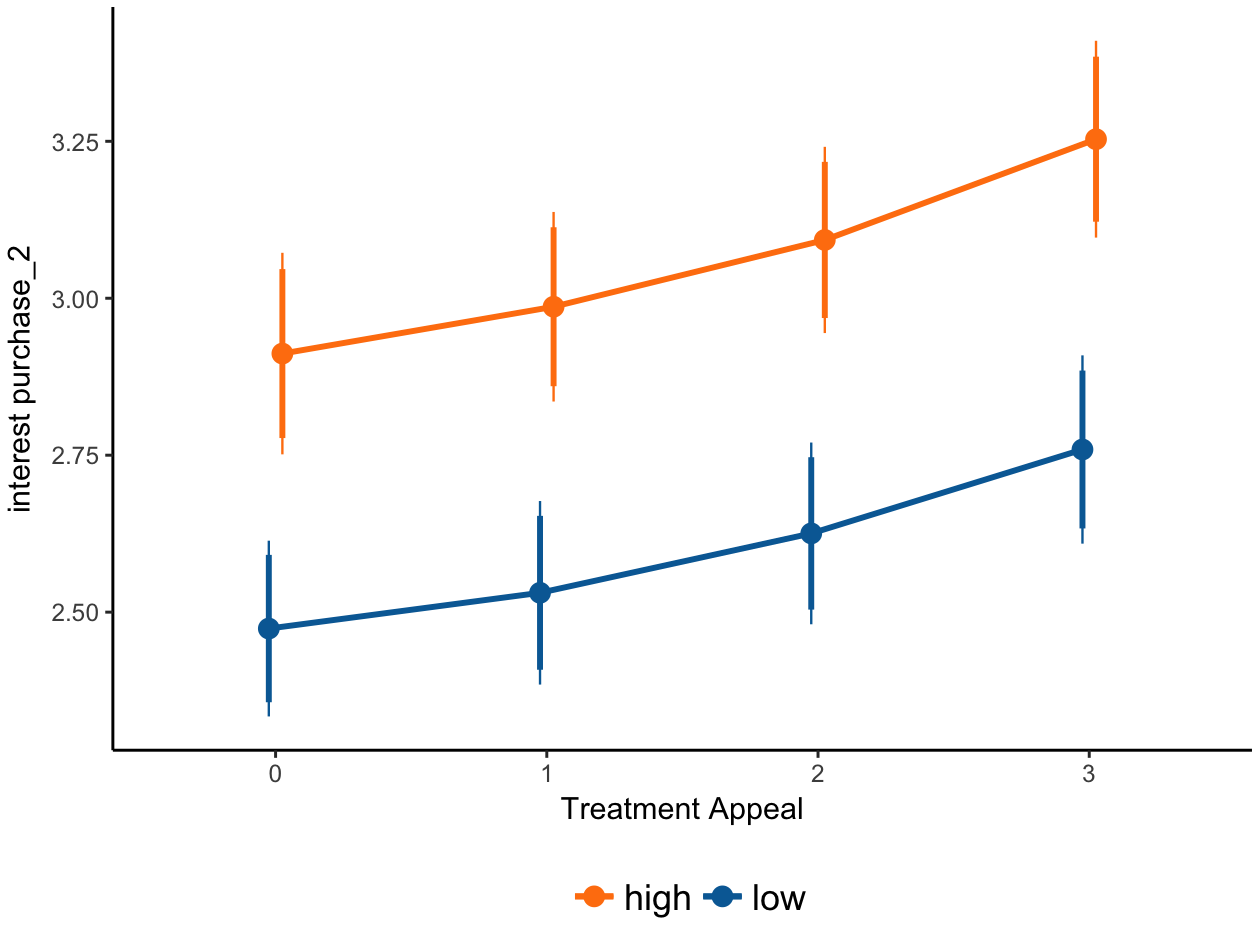 3.25
3.00
2.75
2.50
interest purchase_2
0 1 2 3
Treatment Appeal
high low